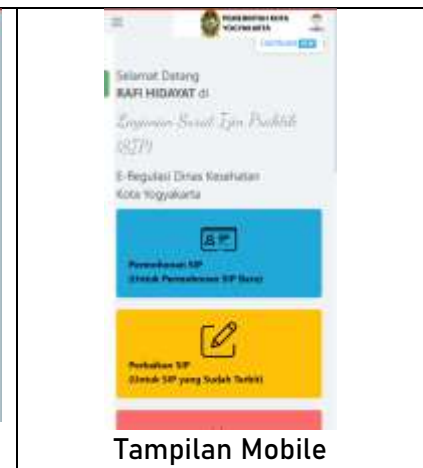 PEMERINTAH KOTA
YOGYAKARTA
Selamat Datang
RAFI HIDAYAT di
Layanan Surat Izin Praktik
(SIP)
E-Regulasi Dinas Kesehatan
Kota Yogyakarta
Permohonan SIP
(Untuk Permohonan SIP Baru)
Perbaikan SIP
(Untuk SIP yang Sudah Terbit)
Tampilan Mobile